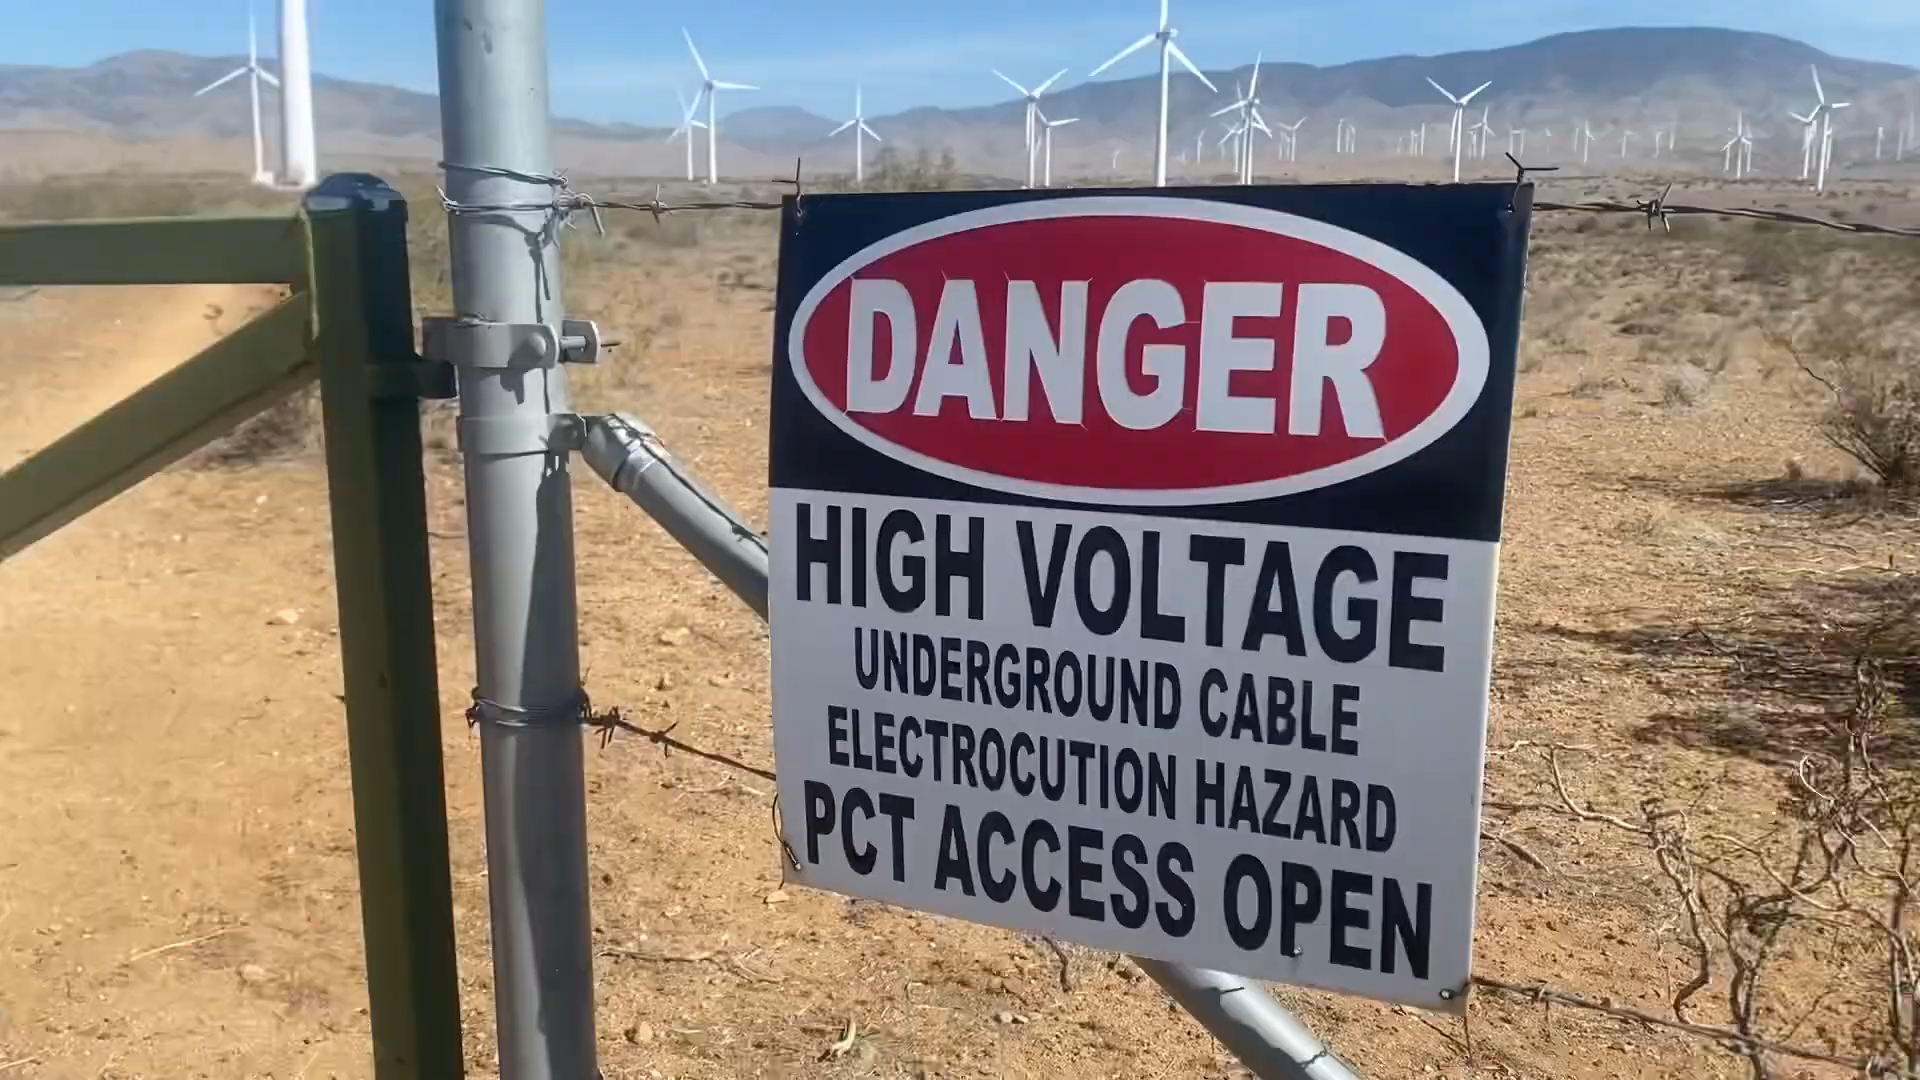 DANGER
HIGH VOLTAGE
UNDERGROUND CABLE
ELECTROCUTION HAZARD
PCT ACCESS OPEN